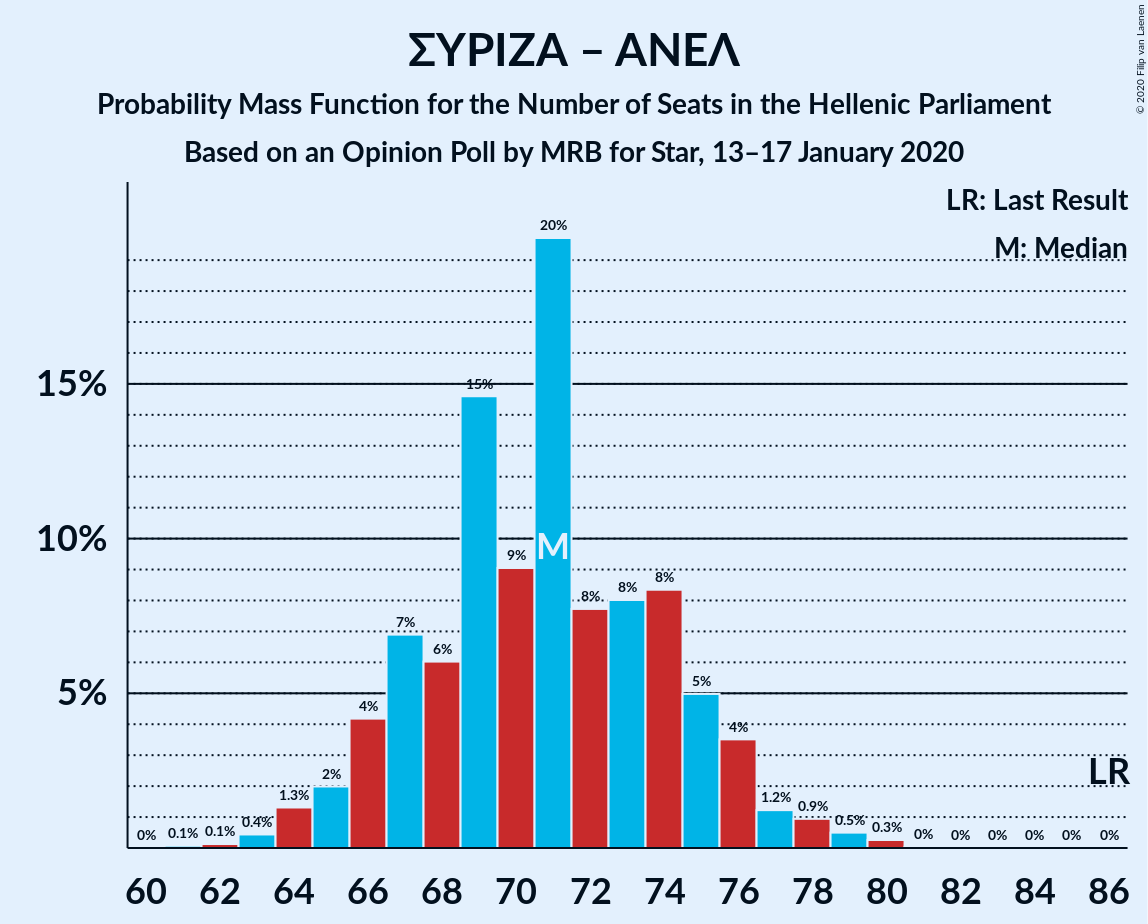 ΣΥΡΙΖΑ – ΑΝΕΛ
Probability Mass Function for the Number of Seats in the Hellenic Parliament
Based on an Opinion Poll by MRB for Star, 13–17 January 2020
© 2020 Filip van Laenen
LR: Last Result
M: Median
15%
10%
5%
0% 0.1% 0.1% 0.4% 1.3% 2% 4% 7% 6% 15% 9% 20% 8% 8% 8% 5% 4% 1.2% 0.9% 0.5% 0.3% 0% 0% 0% 0% 0% 0%
M
LR
60 62 64 66 68 70 72 74 76 78 80 82 84 86